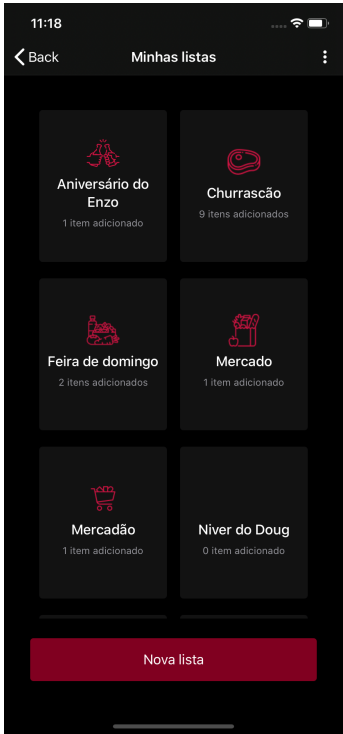 11:18
Back
Minhas listas
Aniversário do
Enzo
1 item adicionado
Churrascão
9 itens adicionados
Feira de domingo
2 itens adicionados
Mercado
1 item adicionado
Mercadão
1 item adicionado
Niver do Doug
0 item adicionado
Nova lista